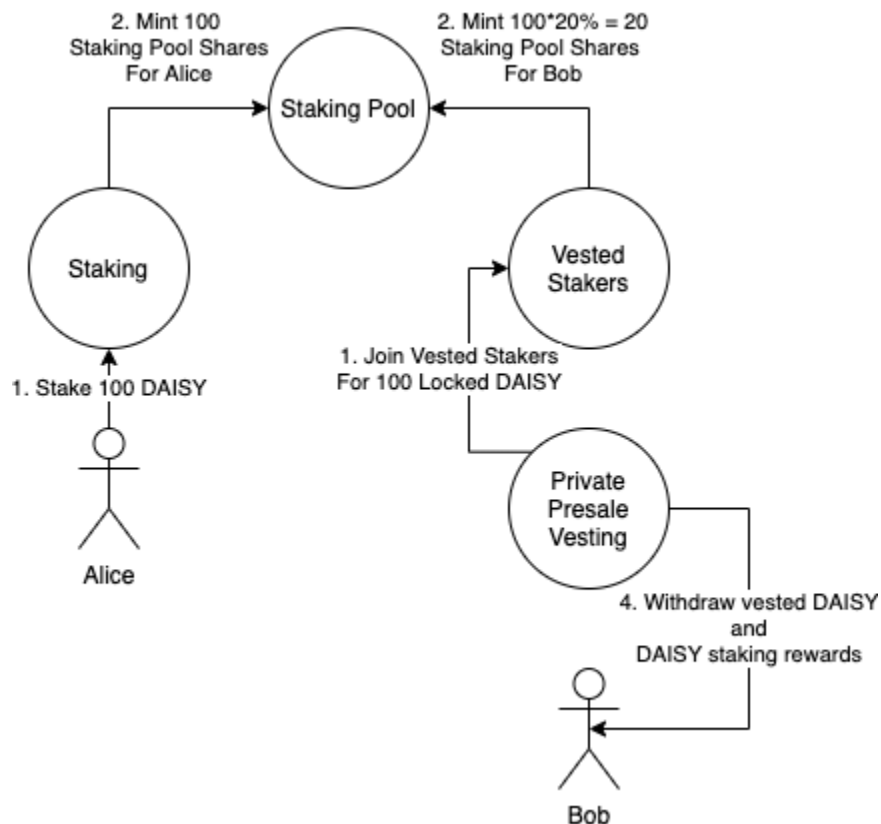 2. Mint 100
Staking Pool Shares
For Alice
2. Mint 100*20% = 20
Staking Pool Shares
For Bob
Staking Pool
Staking
Vested
Stakers
1. Join Vested Stakers
For 100 Locked DAISY
1. Stake 100 DAISY
Private
Presale
Vesting
Alice
4. Withdraw vested DAISY
and
DAISY staking rewards
Bob